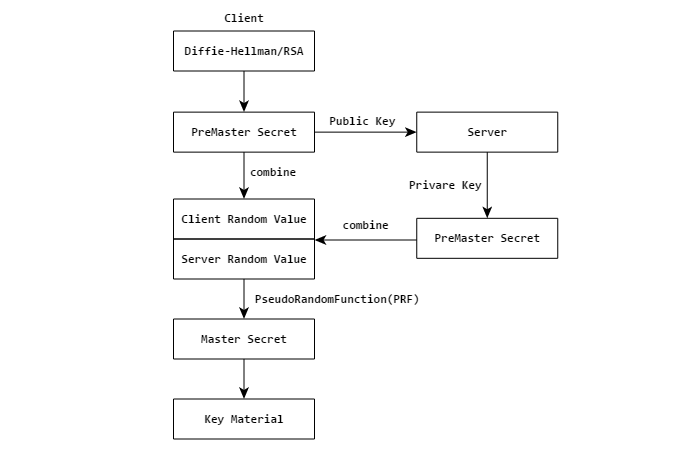 Client
Diffie-Hellman/RSA
PreMaster Secret
Public Key
Server
combine
Privare Key
Client Random Value
combine
PreMaster Secret
Server Random Value
PseudoRandomFunction(PRF)
Master Secret
Key Material